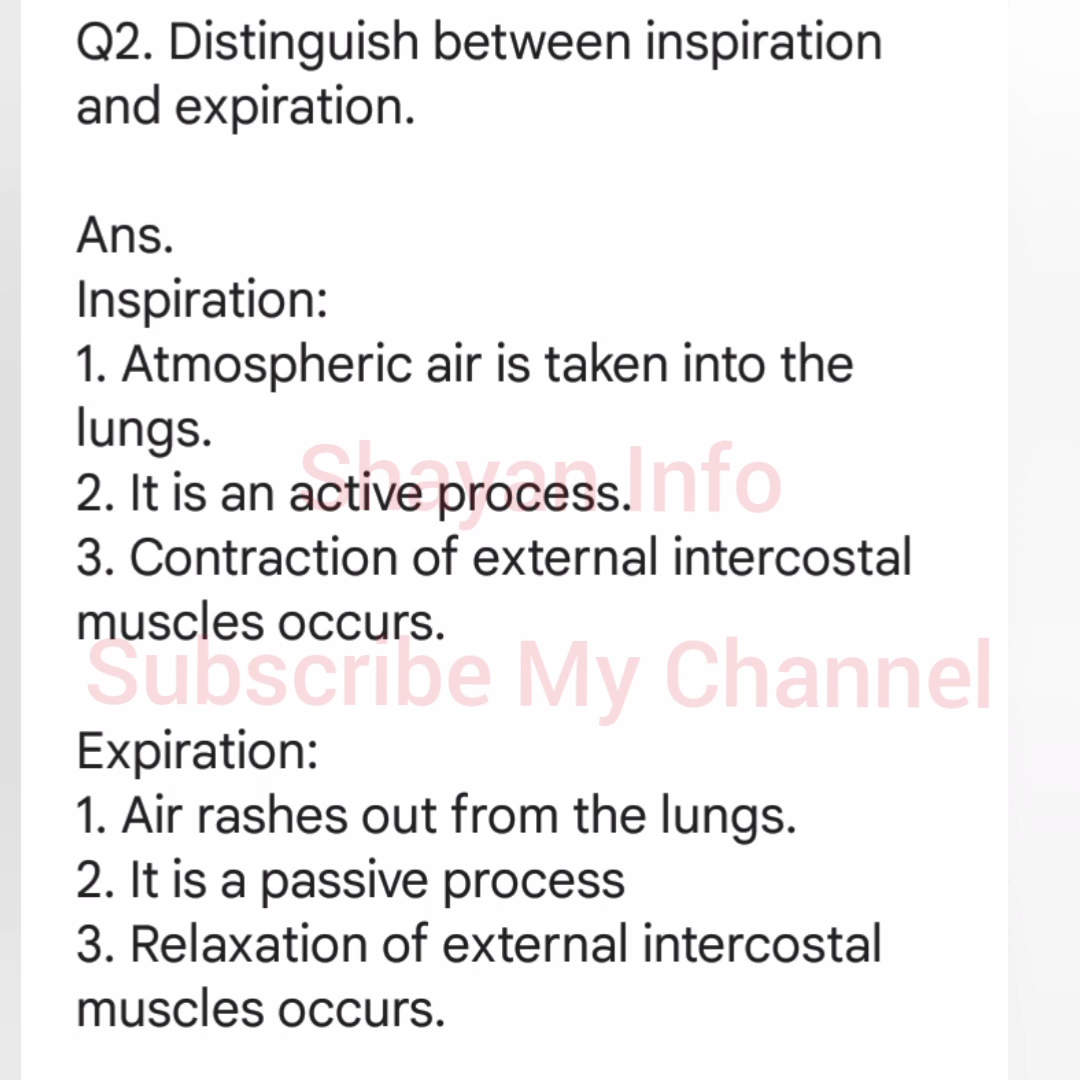 Q2. Distinguish between inspiration
and expiration.
Ans.
Inspiration:
1. Atmospheric air is taken into the
lungs.
Shayan Info
2. It is an active process.
3. Contraction of external intercostal
muscles occurs.
Subscribe My Channel
Expiration:
1. Air rashes out from the lungs.
2. It is a passive process
3. Relaxation of external intercostal
muscles occurs.